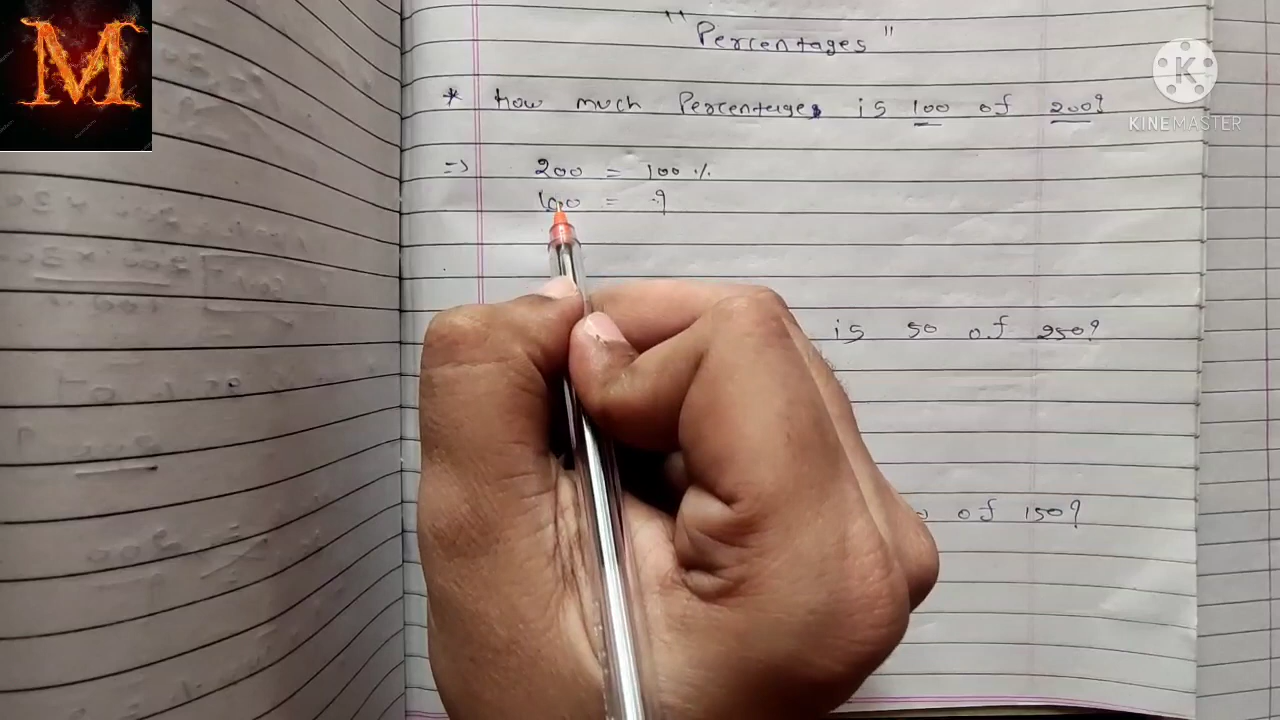 M
"Percentages"
K
KINEMASTER
* How much Percentages is 100 of 200?
=> 200 = 100 %
100 = ?
is 50 of 250?
of 150?